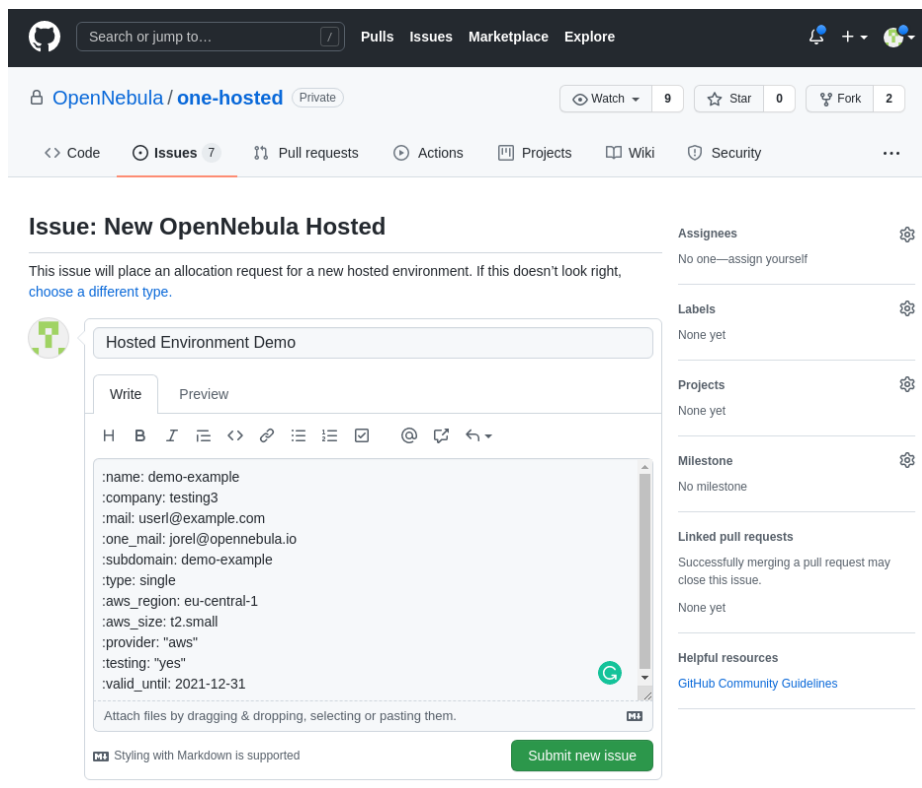 Search or jump to… /
Pulls Issues Marketplace Explore
OpenNebula / one-hosted Private
Watch 9 Star 0 Fork 2
Code Issues 7 Pull requests Actions Projects Wiki Security
Issue: New OpenNebula Hosted
This issue will place an allocation request for a new hosted environment. If this doesn't look right,
choose a different type.
Hosted Environment Demo
Write Preview
:name: demo-example
:company: testing3
:mail: userl@example.com
:one_mail: jorel@opennebula.io
:subdomain: demo-example
:type: single
:aws_region: eu-central-1
:aws_size: t2.small
:provider: "aws"
:testing: "yes"
:valid_until: 2021-12-31
Attach files by dragging & dropping, selecting or pasting them.
Styling with Markdown is supported
Submit new issue
Assignees
No one—assign yourself
Labels
None yet
Projects
None yet
Milestone
No milestone
Linked pull requests
Successfully merging a pull request may
close this issue.
None yet
Helpful resources
GitHub Community Guidelines